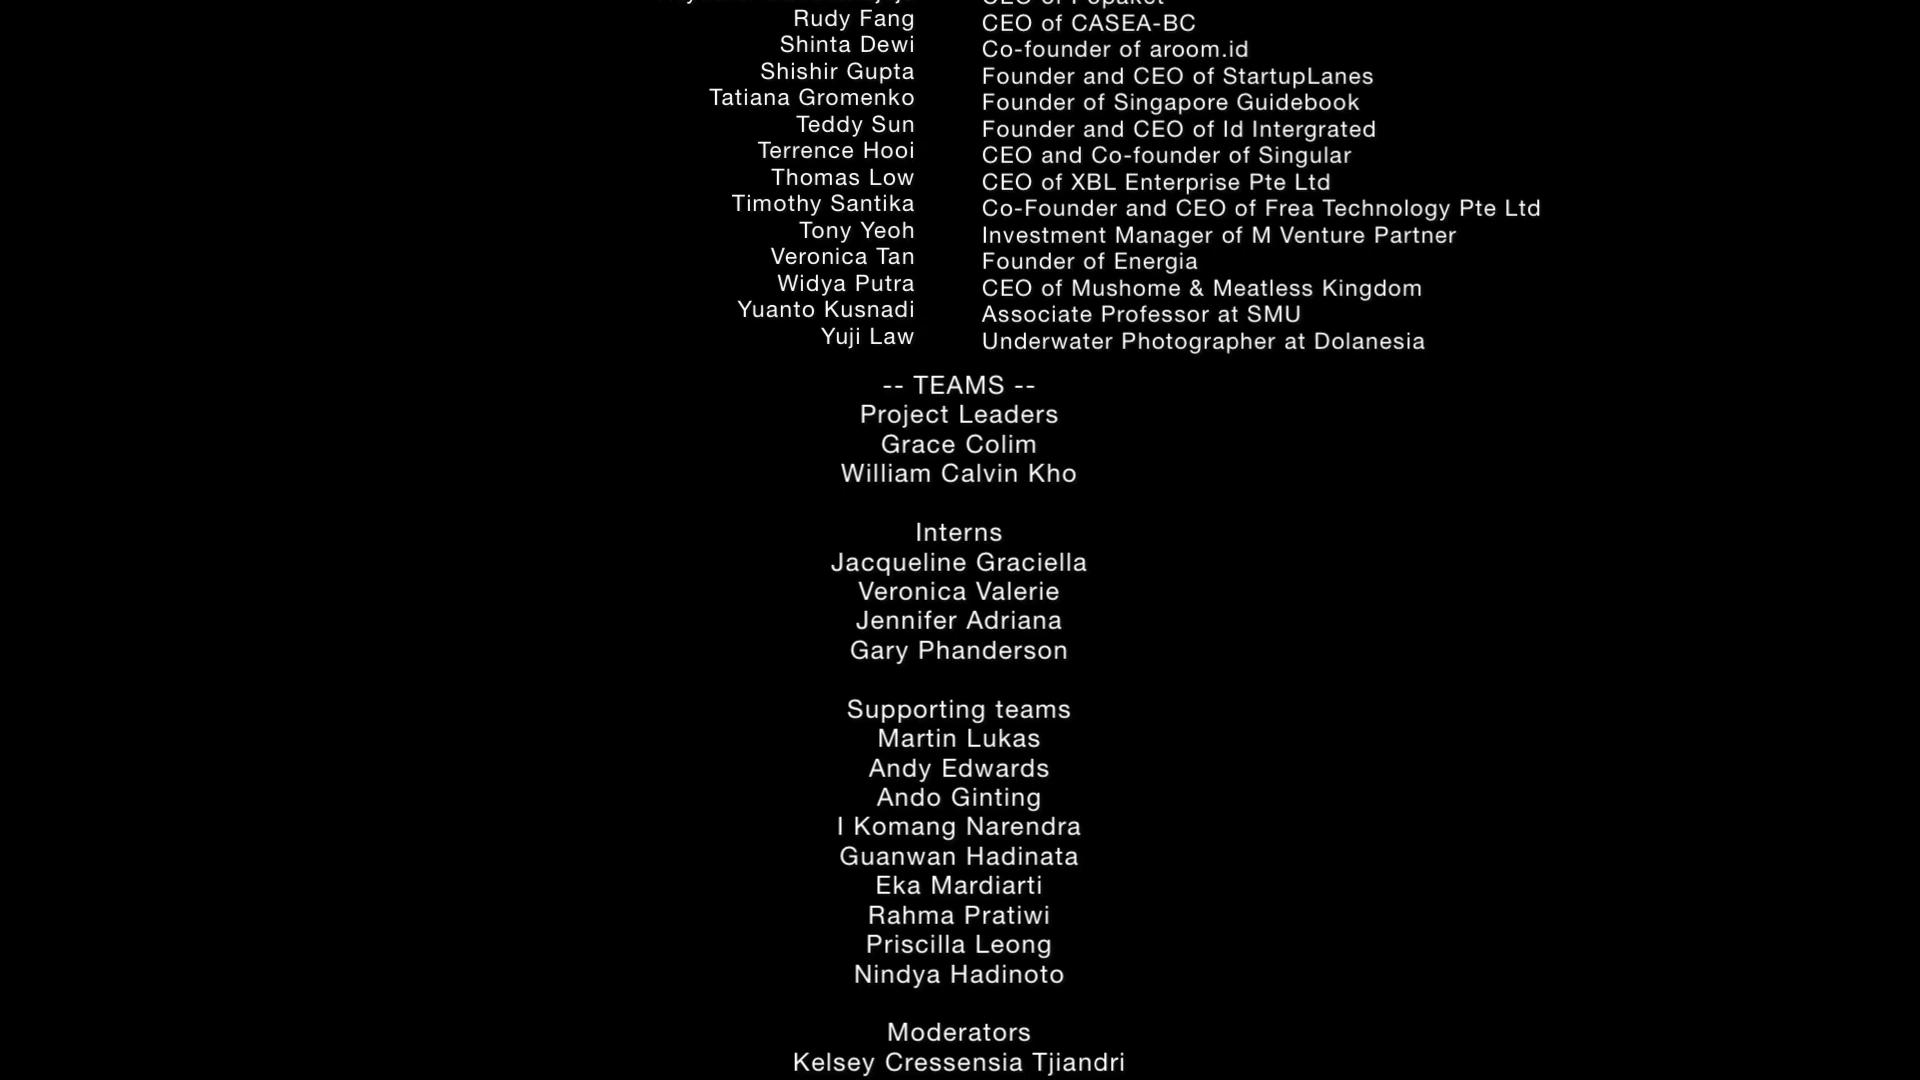 CEO of Popaket
Rudy Fang CEO of CASEA-BC
Shinta Dewi Co-founder of aroom.id
Shishir Gupta Founder and CEO of StartupLanes
Tatiana Gromenko Founder of Singapore Guidebook
Teddy Sun Founder and CEO of Id Intergrated
Terrence Hooi CEO and Co-founder of Singular
Thomas Low CEO of XBL Enterprise Pte Ltd
Timothy Santika Co-Founder and CEO of Frea Technology Pte Ltd
Tony Yeoh Investment Manager of M Venture Partner
Veronica Tan Founder of Energia
Widya Putra CEO of Mushome & Meatless Kingdom
Yuanto Kusnadi Associate Professor at SMU
Yuji Law Underwater Photographer at Dolanesia
-- TEAMS --
Project Leaders
Grace Colim
William Calvin Kho
Interns
Jacqueline Graciella
Veronica Valerie
Jennifer Adriana
Gary Phanderson
Supporting teams
Martin Lukas
Andy Edwards
Ando Ginting
I Komang Narendra
Guanwan Hadinata
Eka Mardiarti
Rahma Pratiwi
Priscilla Leong
Nindya Hadinoto
Moderators
Kelsey Cressensia Tjiandri